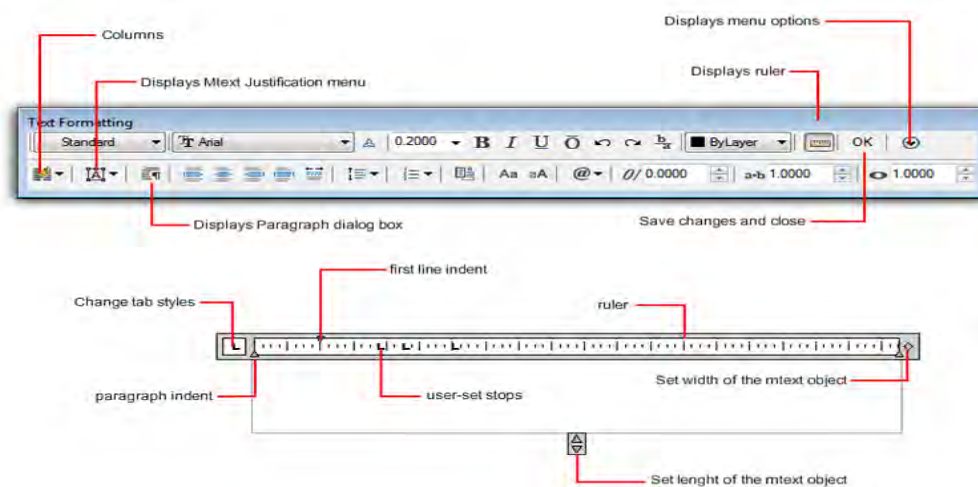 Displays menu options
Columns
Displays ruler
Displays Mtext Justification menu
Text Formatting
Standard Arial 0.2000 B I U O b/a ByLayer OK
A Aa aA @ 0/ 0.0000 a•b 1.0000 1.0000
Displays Paragraph dialog box
Save changes and close
first line indent
Change tab styles
ruler
Set width of the mtext object
paragraph indent
user-set stops
Set lenght of the mtext object